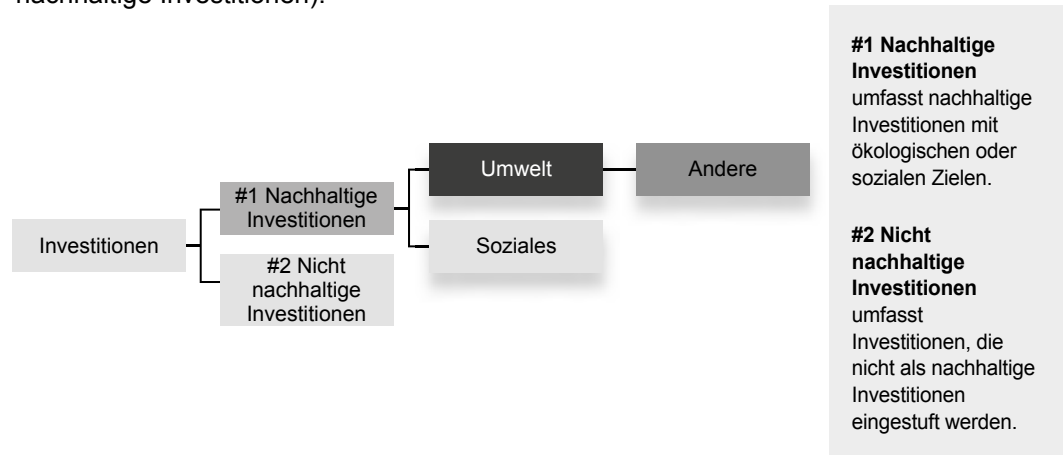 nachhaltige Investitionen).
Investitionen
#1 Nachhaltige
Investitionen
#2 Nicht
nachhaltige
Investitionen
Umwelt
Soziales
Andere
#1 Nachhaltige
Investitionen
umfasst nachhaltige
Investitionen mit
ökologischen oder
sozialen Zielen.
#2 Nicht
nachhaltige
Investitionen
umfasst
Investitionen, die
nicht als nachhaltige
Investitionen
eingestuft werden.